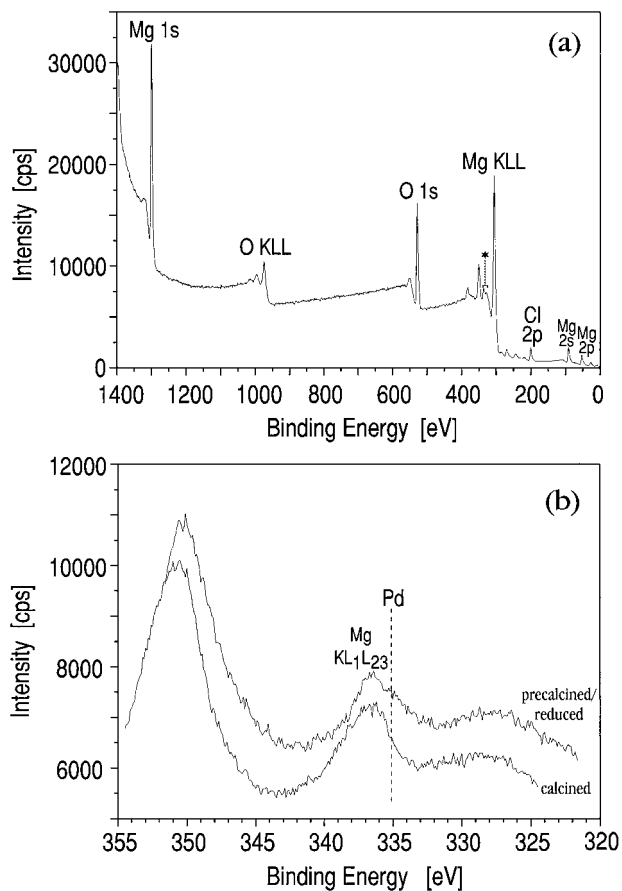 (a)
Mg 1s
30000
20000
10000
0
Intensity [cps]
O KLL
O 1s
Mg KLL
*
Cl
2p
Mg
2s
Mg
2p
1400 1200 1000 800 600 400 200 0
Binding Energy [eV]
(b)
12000
10000
8000
6000
Intensity [cps]
Pd
Mg
KL1L23
precalcined/
reduced
calcined
355 350 345 340 335 330 325 320
Binding Energy [eV]